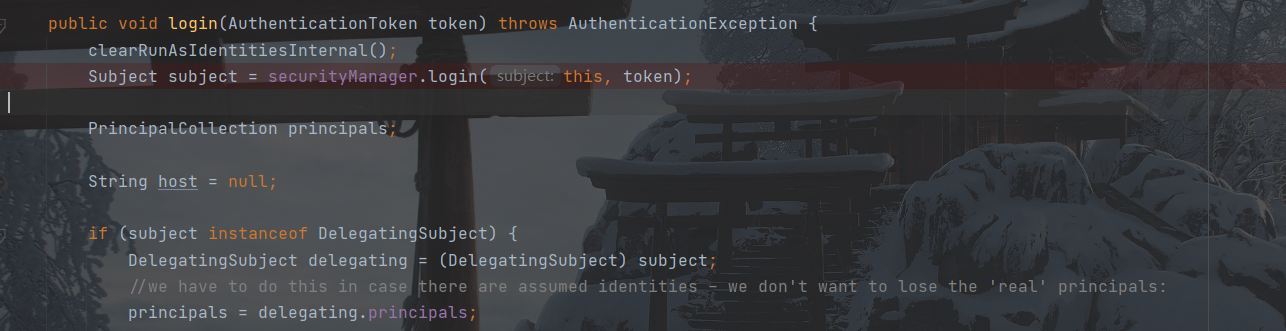 public void login(AuthenticationToken token) throws AuthenticationException {
clearRunAsIdentitiesInternal();
Subject subject = securityManager.login( subject: this, token);
PrincipalCollection principals;
String host = null;
if (subject instanceof DelegatingSubject) {
DelegatingSubject delegating = (DelegatingSubject) subject;
//we have to do this in case there are assumed identities - we don't want to lose the 'real' principals:
principals = delegating.principals;